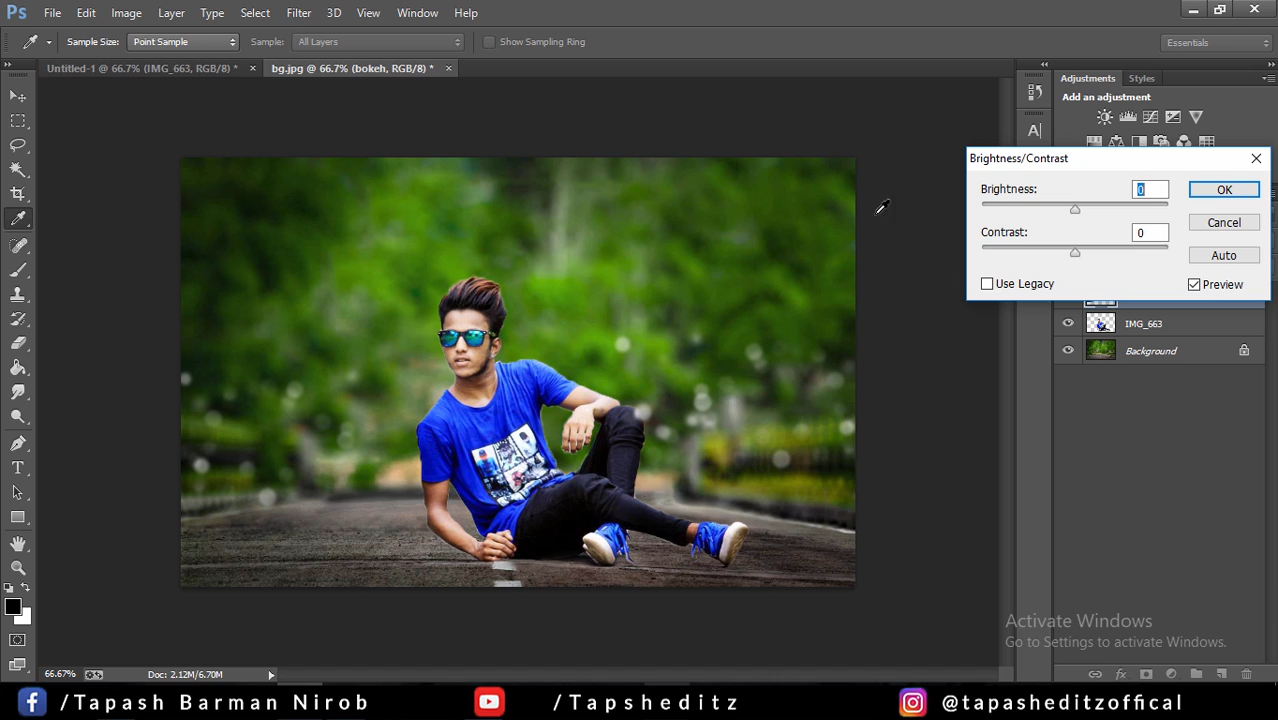 Ps File Edit Image Layer Type Select Filter 3D View Window Help
Sample Size: Point Sample Sample: All Layers Show Sampling Ring Essentials
Untitled-1 @ 66.7% (IMG_663, RGB/8) * × bg.jpg @ 66.7% (bokeh, RGB/8) * ×
Adjustments Styles
Add an adjustment
Brightness/Contrast
Brightness: 0 OK
Cancel
Contrast: 0
Auto
Use Legacy Preview
IMG_663
Background
Activate Windows
Go to Settings to activate Windows.
66.67% Doc: 2.12M/6.70M
/Tapash Barman Nirob /Tapsheditz @tapasheditzoffical